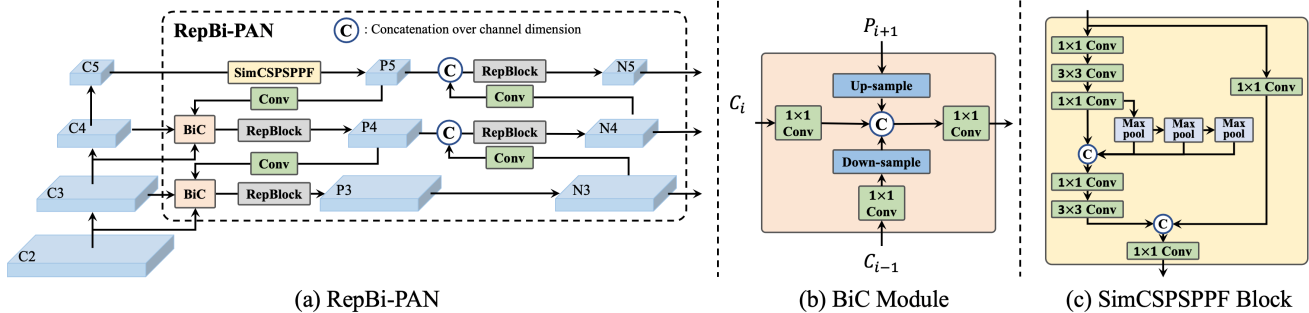 RepBi-PAN
C : Concatenation over channel dimension
C5
SimCSPSPPF
P5
C
RepBlock
N5
Conv
Conv
C4
BiC
RepBlock
P4
C
RepBlock
N4
Conv
Conv
C3
BiC
RepBlock
P3
N3
C2
(a) RepBi-PAN
P_{i+1}
Up-sample
C_i
1×1
Conv
C
1×1
Conv
Down-sample
1×1
Conv
C_{i−1}
(b) BiC Module
1×1 Conv
3×3 Conv
1×1 Conv
1×1 Conv
Max
pool
Max
pool
Max
pool
C
1×1 Conv
3×3 Conv
C
1×1 Conv
(c) SimCSPSPPF Block